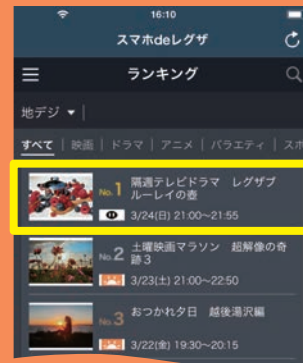 16:10
スマホdeレグザ
ランキング
地デジ ▼ |
すべて | 映画 | ドラマ | アニメ | バラエティ | スポ
No.1 隔週テレビドラマ レグザブ
ルーレイの壺
3/24(日) 21:00~21:55
No.2 土曜映画マラソン 超解像の奇
跡3
3/23(土) 21:00~22:50
No.3 おつかれ夕日 越後湯沢編
3/22(金) 19:30~20:15